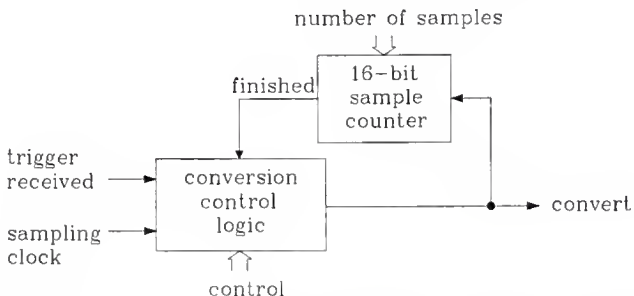 number of samples
16-bit
sample
counter
finished
trigger
received
conversion
control
logic
sampling
clock
convert
control